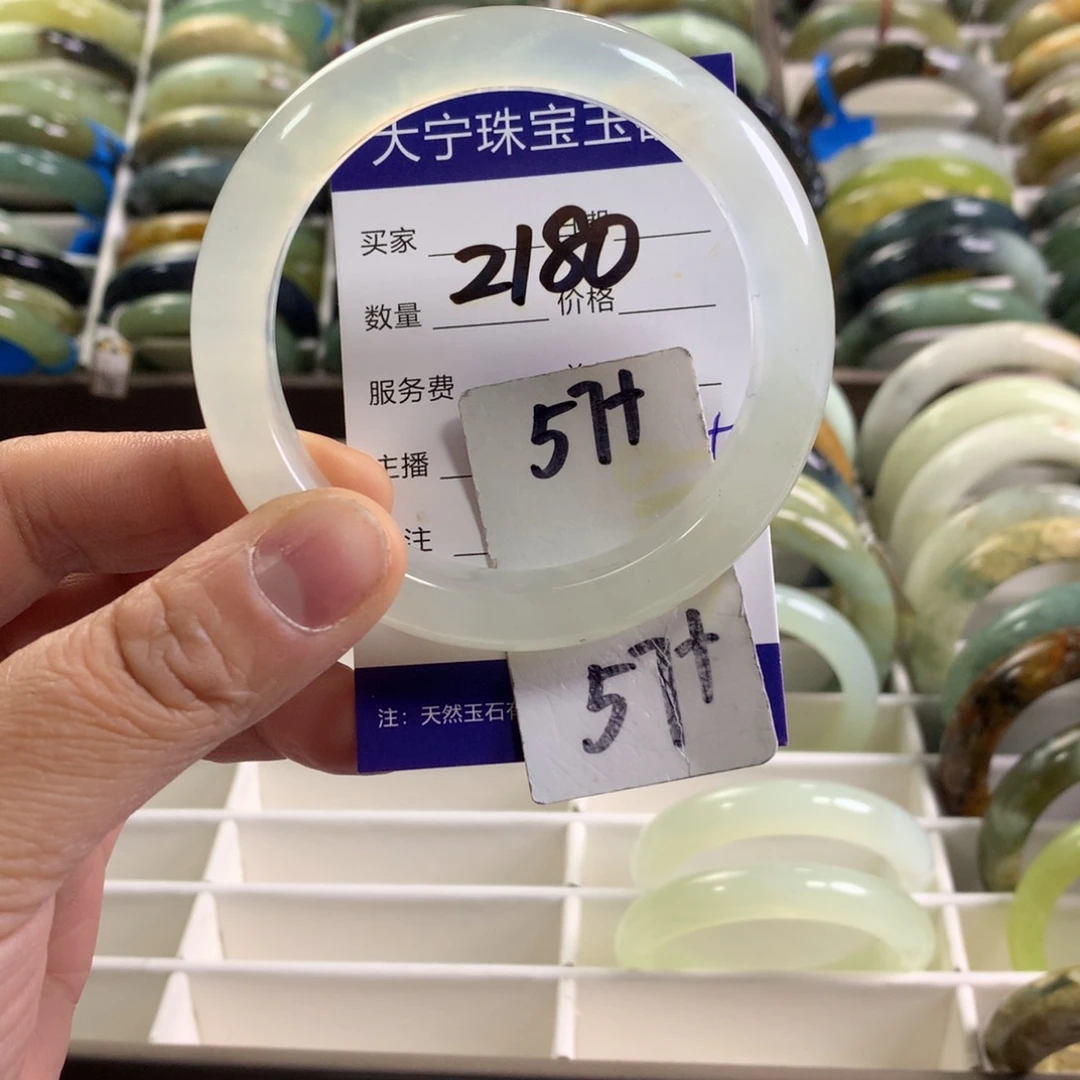 大宁珠宝玉
买家
2180
数量 价格
服务费
57+
主播
注
57+
注：天然玉石